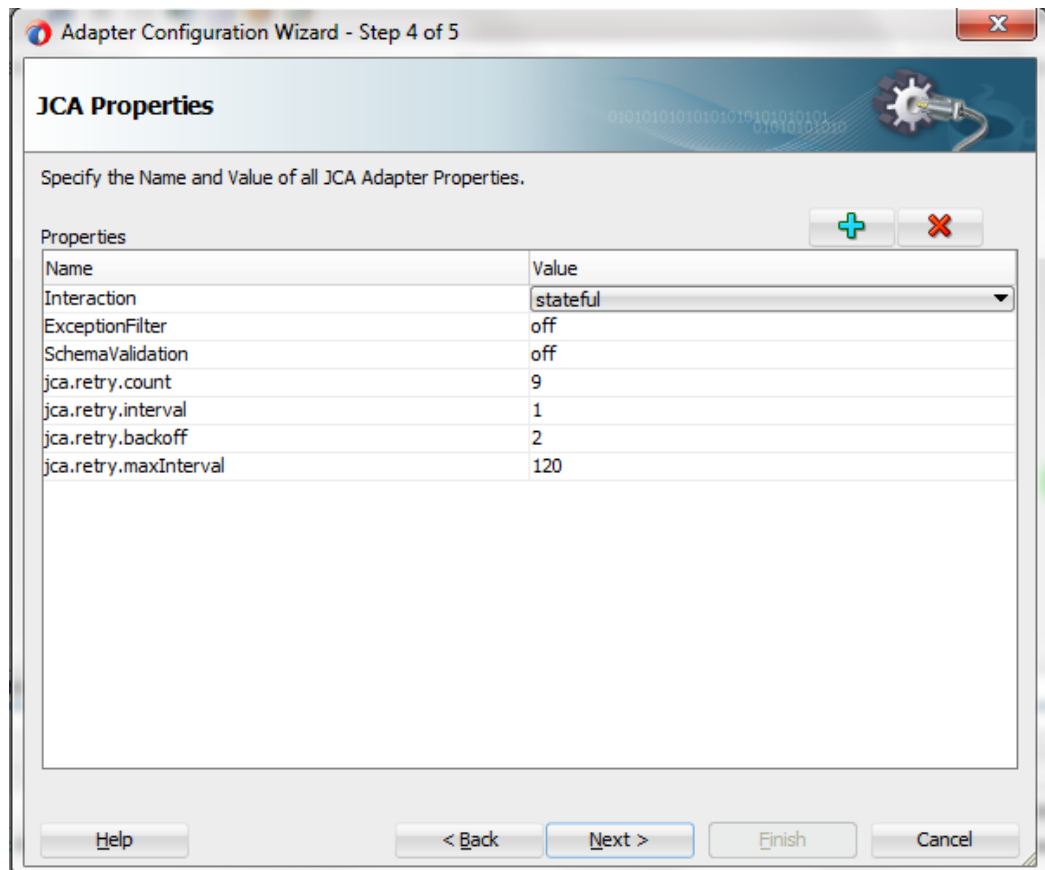 Adapter Configuration Wizard - Step 4 of 5
JCA Properties
Specify the Name and Value of all JCA Adapter Properties.
Properties
Name Value
Interaction stateful
ExceptionFilter off
SchemaValidation off
jca.retry.count 9
jca.retry.interval 1
jca.retry.backoff 2
jca.retry.maxInterval 120
Help < Back Next > Finish Cancel